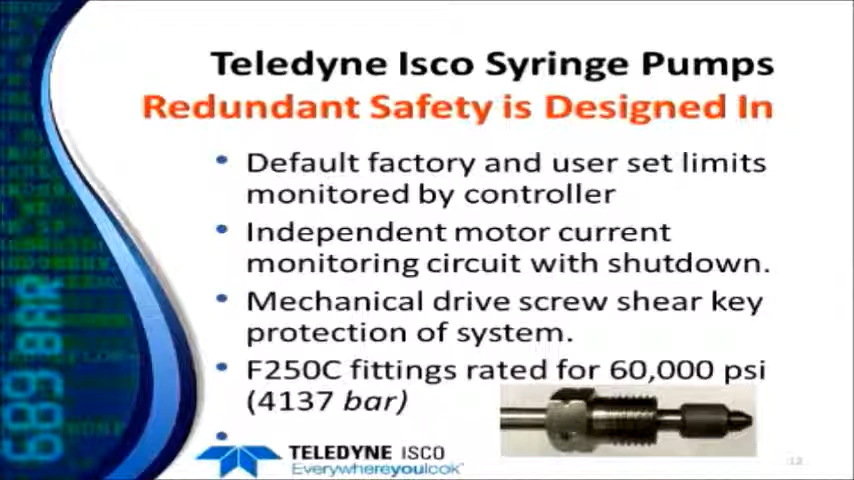 Teledyne Isco Syringe Pumps
Redundant Safety is Designed In
• Default factory and user set limits
monitored by controller
• Independent motor current
monitoring circuit with shutdown.
• Mechanical drive screw shear key
protection of system.
• F250C fittings rated for 60,000 psi
(4137 bar)
•
TELEDYNE ISCO
Everywhereyoulook™
689 BAR